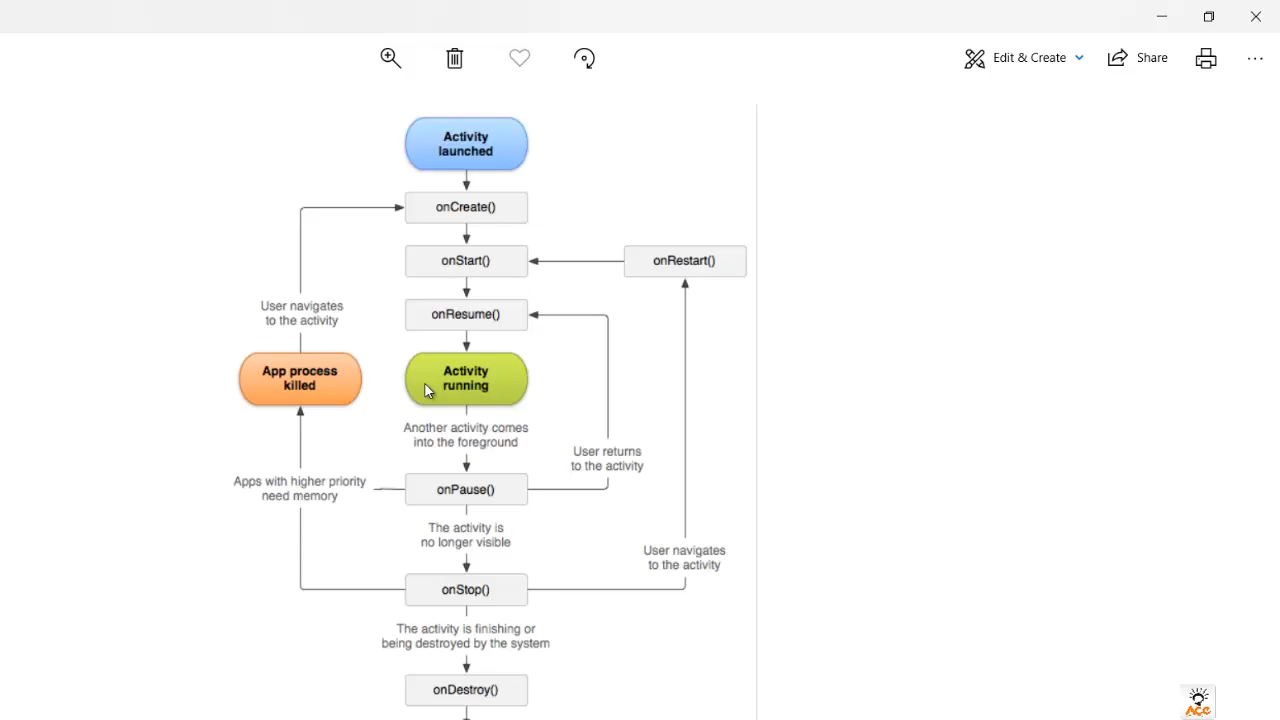 Edit & Create
Share
Activity
launched
onCreate()
onStart()
onRestart()
User navigates
to the activity
onResume()
App process
killed
Activity
running
Another activity comes
into the foreground
User returns
to the activity
Apps with higher priority
need memory
onPause()
The activity is
no longer visible
User navigates
to the activity
onStop()
The activity is finishing or
being destroyed by the system
onDestroy()
ACC